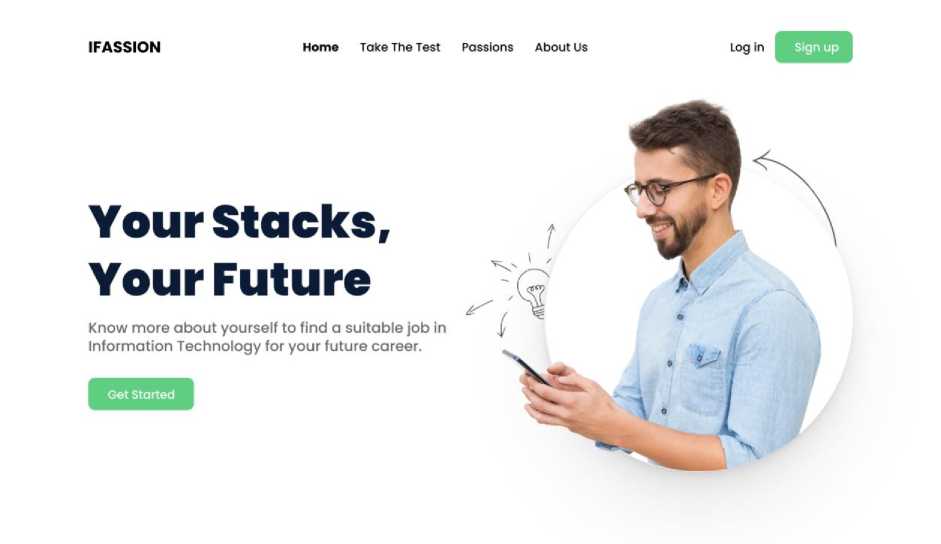 IFASSION
Home Take The Test Passions About Us
Log in Sign up
Your Stacks,
Your Future
Know more about yourself to find a suitable job in
Information Technology for your future career.
Get Started